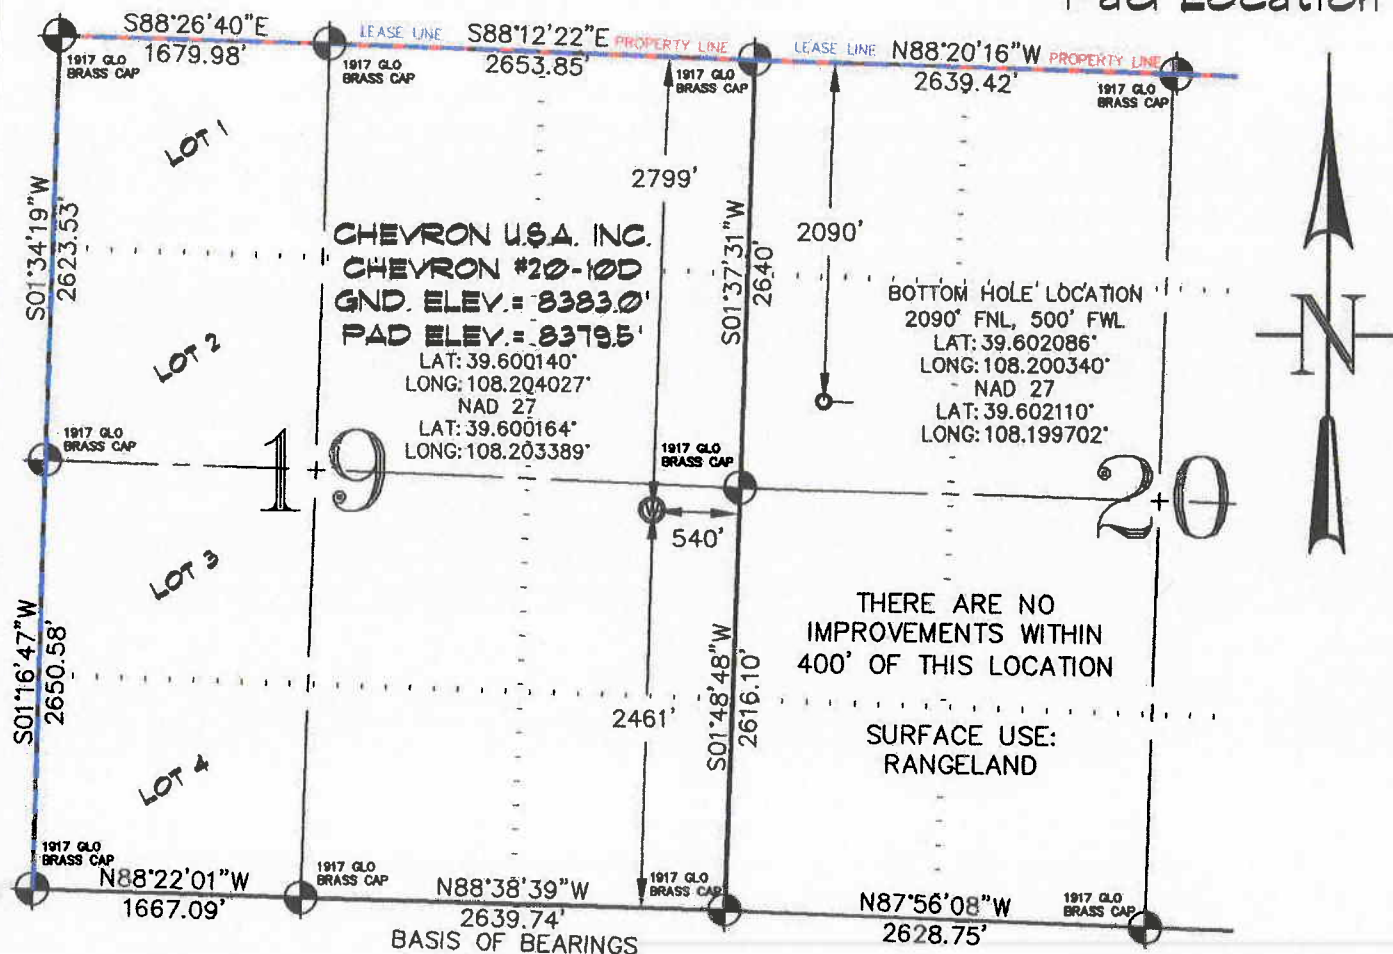 Pad Location
S88°26'40"E
1679.98'
LEASE LINE
S88°12'22"E
2653.85'
PROPERTY LINE
LEASE LINE
N88°20'16"W
2639.42'
PROPERTY LINE
1917 GLO
BRASS CAP
1917 GLO
BRASS CAP
1917 GLO
BRASS CAP
1917 GLO
BRASS CAP
LOT 1
2799'
2090'
S01°34'19"W
2623.53'
S01°37'31"W
2640'
CHEVRON U.S.A. INC.
CHEVRON #20-10D
GND. ELEV.= 8383.0'
PAD ELEV.= 8379.5'
LAT: 39.600140°
LONG: 108.204027°
NAD 27
LAT: 39.600164°
LONG: 108.203389°
BOTTOM HOLE LOCATION
2090' FNL, 500' FWL
LAT: 39.602086°
LONG: 108.200340°
NAD 27
LAT: 39.602110°
LONG: 108.199702°
N
LOT 2
1917 GLO
BRASS CAP
19
1917 GLO
BRASS CAP
20
W
540'
LOT 3
THERE ARE NO
IMPROVEMENTS WITHIN
400' OF THIS LOCATION
S01°16'47"W
2650.58'
S01°48'48"W
2616.10'
2461'
SURFACE USE:
RANGELAND
LOT 4
1917 GLO
BRASS CAP
1917 GLO
BRASS CAP
1917 GLO
BRASS CAP
1917 GLO
BRASS CAP
N88°22'01"W
1667.09'
N88°38'39"W
2639.74'
BASIS OF BEARINGS
N87°56'08"W
2628.75'